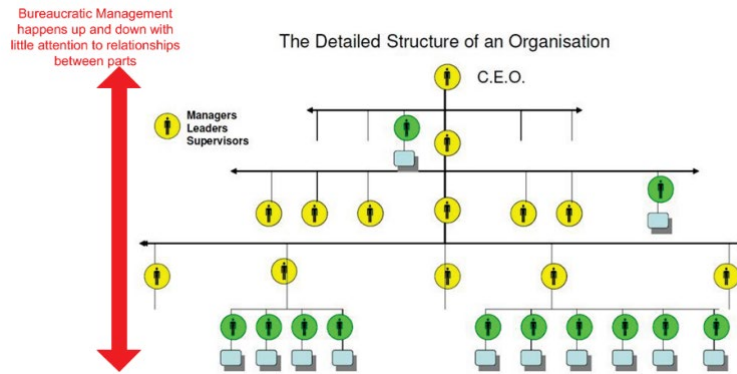 Bureaucratic Management
happens up and down with
little attention to relationships
between parts
The Detailed Structure of an Organisation
C.E.O.
Managers
Leaders
Supervisors